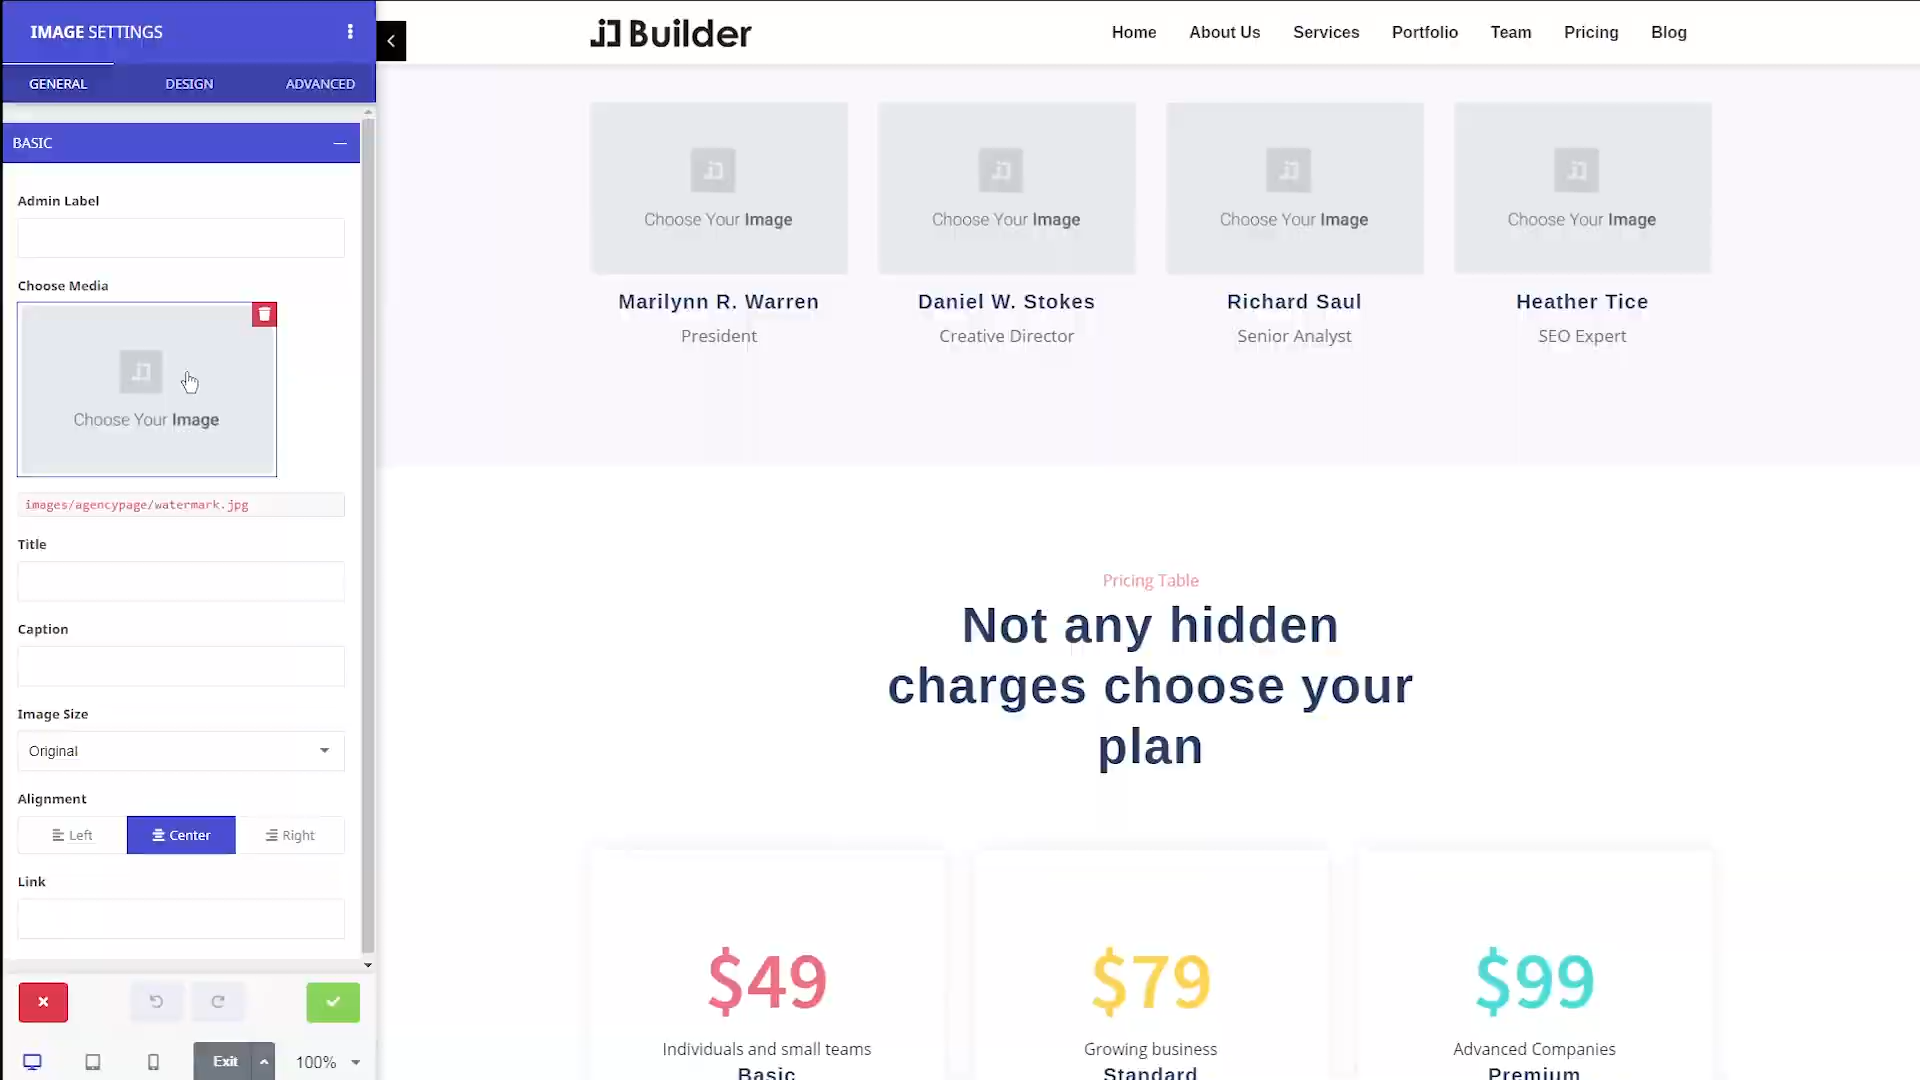 IMAGE SETTINGS
GENERAL DESIGN ADVANCED
BASIC
Admin Label
Choose Media
Choose Your Image
images/agencypage/watermark.jpg
Title
Caption
Image Size
Original
Alignment
Left Center Right
Link
Exit 100%
Builder
Home About Us Services Portfolio Team Pricing Blog
Choose Your Image Choose Your Image Choose Your Image Choose Your Image
Marilynn R. Warren Daniel W. Stokes Richard Saul Heather Tice
President Creative Director Senior Analyst SEO Expert
Pricing Table
Not any hidden
charges choose your
plan
$49 $79 $99
Individuals and small teams Growing business Advanced Companies
Basic Standard Premium